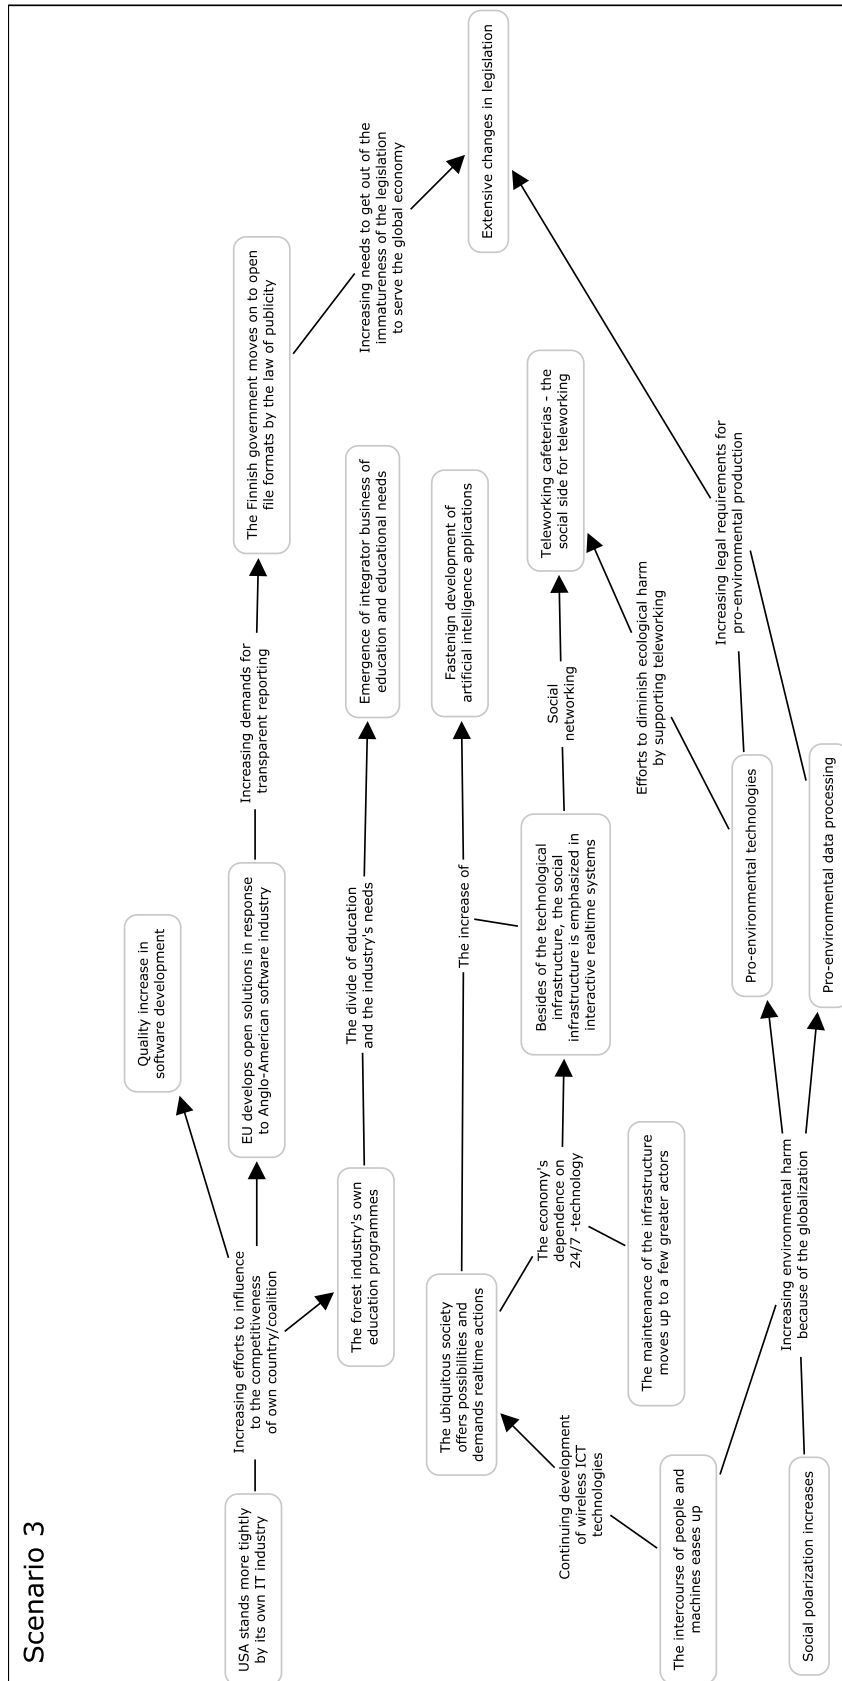 Scenario 3
USA stands more tightly
by its own IT industry
Increasing efforts to influence
to the competitiveness
of own country/coalition
Quality increase in
software development
EU develops open solutions in response
to Anglo-American software industry
Increasing demands for
transparent reporting
The Finnish government moves on to open
file formats by the law of publicity
Increasing needs to get out of the
immatureness of the legislation
to serve the global economy
Extensive changes in legislation
The forest industry's own
education programmes
The divide of education
and the industry's needs
Emergence of integrator business of
education and educational needs
The ubiquitous society
offers possibilities and
demands realtime actions
The increase of
Fastenign development of
artificial intelligence applications
The economy's
dependence on
24/7 -technology
Besides of the technological
infrastructure, the social
infrastructure is emphasized in
interactive realtime systems
Social
networking
Teleworking cafeterias - the
social side for teleworking
Continuing development
of wireless ICT
technologies
The maintenance of the infrastructure
moves up to a few greater actors
Efforts to diminish ecological harm
by supporting teleworking
The intercourse of people and
machines eases up
Increasing environmental harm
because of the globalization
Pro-environmental technologies
Increasing legal requirements for
pro-environmental production
Social polarization increases
Pro-environmental data processing